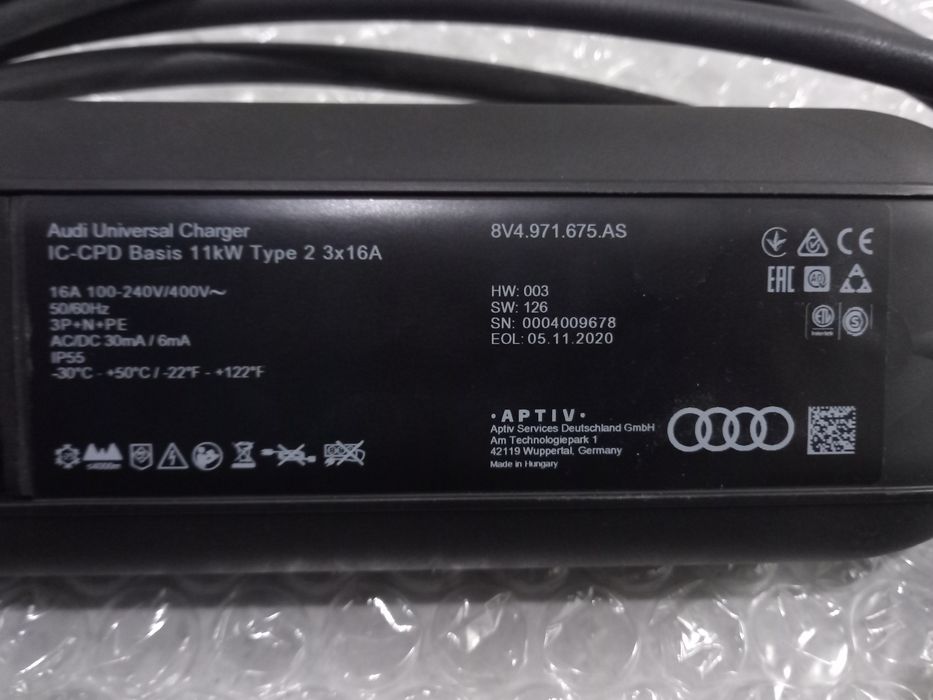 Audi Universal Charger
IC-CPD Basis 11kW Type 2 3x16A
16A 100-240V/400V~
50/60Hz
3P+N+PE
AC/DC 30mA / 6mA
IP55
-30°C - +50°C / -22°F - +122°F
8V4.971.675.AS
HW: 003
SW: 126
SN: 0004009678
EOL: 05.11.2020
CE
EAC
·APTIV·
Aptiv Services Deutschland GmbH
Am Technologiepark 1
42119 Wuppertal, Germany
Made in Hungary